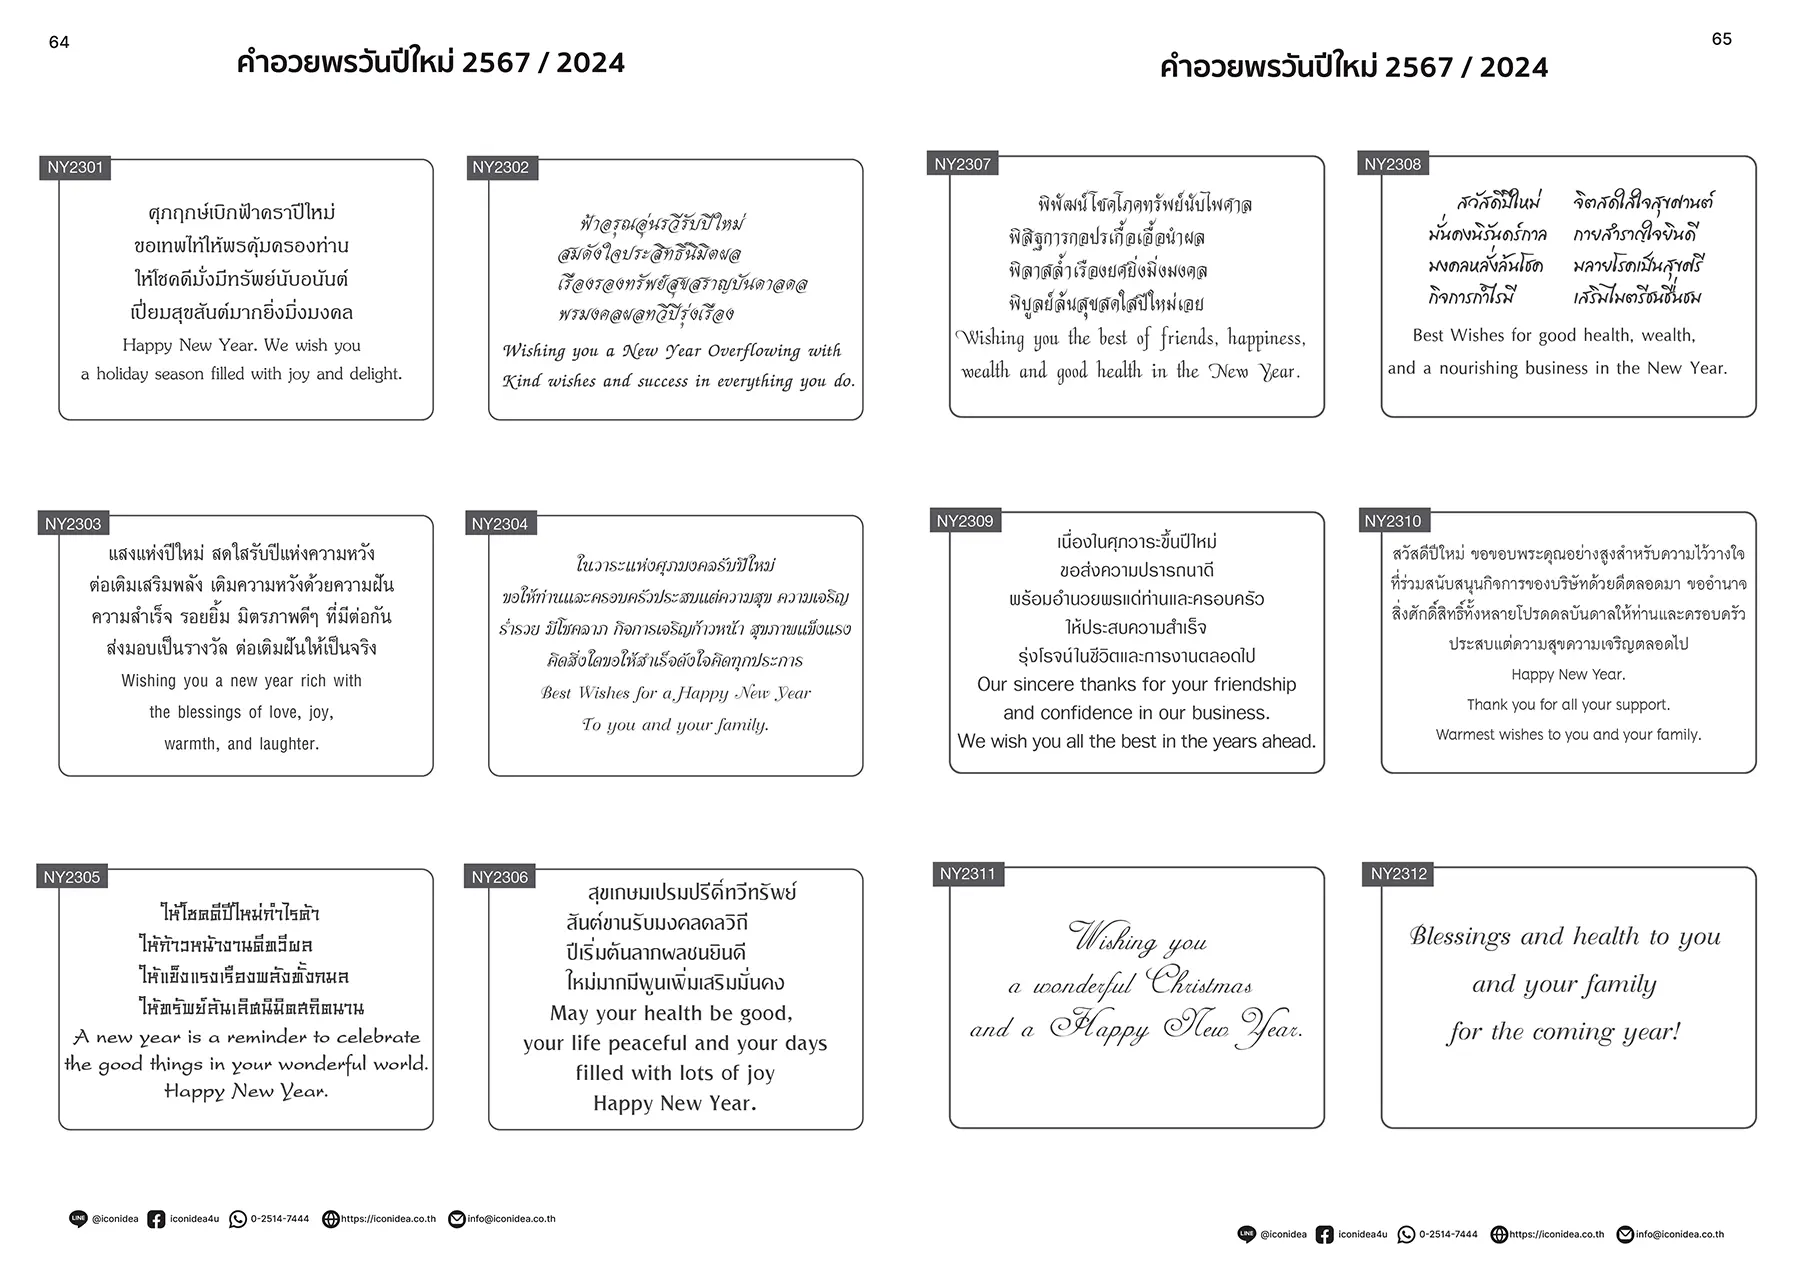 64
คำอวยพรวันปีใหม่ 2567 / 2024
NY2301
ศุภฤกษ์เบิกฟ้าคราปีใหม่
ขอเทพไท้ให้พรคุ้มครองท่าน
ให้โชคดีมั่งมีทรัพย์นับอนันต์
เปี่ยมสุขสันต์มากยิ่งมิ่งมงคล
Happy New Year. We wish you
a holiday season filled with joy and delight.
NY2302
ฟ้าอรุณอุ่นรวีรับปีใหม่
สมดังใจประสิทธิ์นิมิตผล
เรืองรองทรัพย์สุขสราญบันดาลดล
พรมงคลผลทวีปีรุ่งเรือง
Wishing you a New Year Overflowing with
Kind wishes and success in everything you do.
NY2303
แสงแห่งปีใหม่ สดใสรับปีแห่งความหวัง
ต่อเติมเสริมพลัง เติมความหวังด้วยความฝัน
ความสำเร็จ รอยยิ้ม มิตรภาพดีๆ ที่มีต่อกัน
ส่งมอบเป็นรางวัล ต่อเติมฝันให้เป็นจริง
Wishing you a new year rich with
the blessings of love, joy,
warmth, and laughter.
NY2304
ในวาระแห่งศุภมงคลรับปีใหม่
ขอให้ท่านและครอบครัวประสบแต่ความสุข ความเจริญ
ร่ำรวย มีโชคลาภ กิจการเจริญก้าวหน้า สุขภาพแข็งแรง
คิดสิ่งใดขอให้สำเร็จดังใจคิดทุกประการ
Best Wishes for a Happy New Year
To you and your family.
NY2305
ให้โชคดีปีใหม่กำไรค้า
ให้ก้าวหน้างานดีทวีผล
ให้แข็งแรงเรืองพลังทั้งกมล
ให้ทรัพย์ล้นเลิศนิมิตสถิตนาน
A new year is a reminder to celebrate
the good things in your wonderful world.
Happy New Year.
NY2306
สุขเกษมเปรมปรีดิ์ทวีทรัพย์
สันต์ขานรับมงคลดลวิถี
ปีเริ่มต้นลาภผลชนยินดี
ใหม่มากมีพูนเพิ่มเสริมมั่นคง
May your health be good,
your life peaceful and your days
filled with lots of joy
Happy New Year.
@iconidea iconidea4u 0-2514-7444 https://iconidea.co.th info@iconidea.co.th
65
คำอวยพรวันปีใหม่ 2567 / 2024
NY2307
พิพัฒน์โชคโภคทรัพย์นับไพศาล
พิสิฐการกอปรเกื้อเอื้อนำผล
พิลาสล้ำเรืองยศยิ่งมิ่งมงคล
พิบูลย์ล้นสุขสดใสปีใหม่เอย
Wishing you the best of friends, happiness,
wealth and good health in the New Year.
NY2308
สวัสดีปีใหม่ จิตสดใสใจสุขศานต์
มั่นคงนิรันดร์กาล กายสำราญใจยินดี
มงคลหลั่งล้นโชค มลายโรคเป็นสุขศรี
กิจการกำไรมี เสริมไมตรีชนชื่นชม
Best Wishes for good health, wealth,
and a nourishing business in the New Year.
NY2309
เนื่องในศุภวาระขึ้นปีใหม่
ขอส่งความปรารถนาดี
พร้อมอำนวยพรแด่ท่านและครอบครัว
ให้ประสบความสำเร็จ
รุ่งโรจน์ในชีวิตและการงานตลอดไป
Our sincere thanks for your friendship
and confidence in our business.
We wish you all the best in the years ahead.
NY2310
สวัสดีปีใหม่ ขอขอบพระคุณอย่างสูงสำหรับความไว้วางใจ
ที่ร่วมสนับสนุนกิจการของบริษัทด้วยดีตลอดมา ขออำนาจ
สิ่งศักดิ์สิทธิ์ทั้งหลายโปรดดลบันดาลให้ท่านและครอบครัว
ประสบแต่ความสุขความเจริญตลอดไป
Happy New Year.
Thank you for all your support.
Warmest wishes to you and your family.
NY2311
Wishing you
a wonderful Christmas
and a Happy New Year.
NY2312
Blessings and health to you
and your family
for the coming year!
@iconidea iconidea4u 0-2514-7444 https://iconidea.co.th info@iconidea.co.th